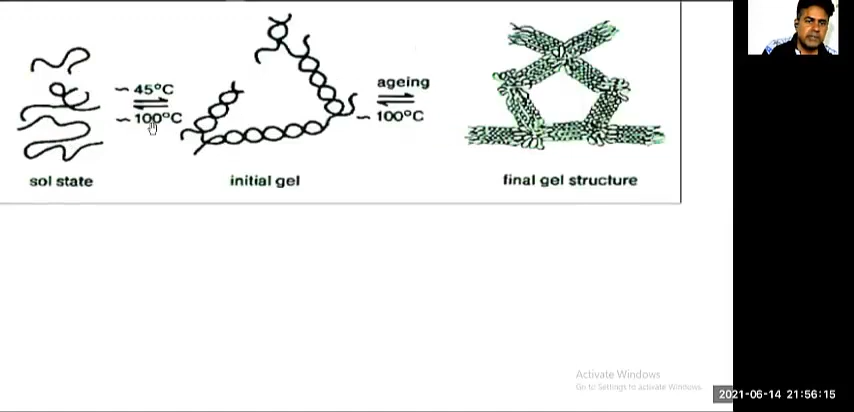 ~ 45°C
~ 100°C
ageing
~ 100°C
sol state
initial gel
final gel structure
Activate Windows
Go to Settings to activate Windows.
2021-06-14 21:56:15